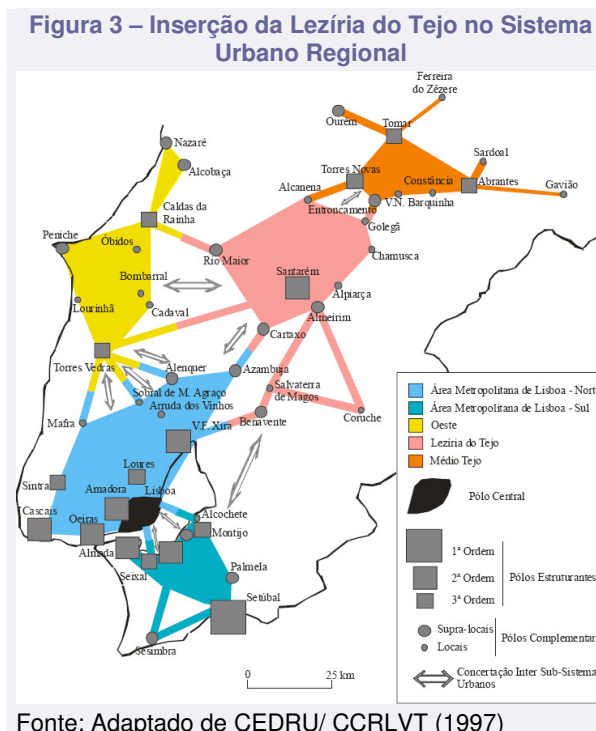 Figura 3 – Inserção da Lezíria do Tejo no Sistema
Urbano Regional
Ferreira
do Zêzere
Ourém
Tomar
Nazaré
Sardoal
Alcobaça
Torres Novas
Constância
Abrantes
Alcanena
Gavião
Entroncamento
V.N. Barquinha
Caldas da
Rainha
Golegã
Peniche
Óbidos
Rio Maior
Chamusca
Santarém
Bombarral
Alpiarça
Lourinhã
Cadaval
Almeirim
Cartaxo
Torres Vedras
Alenquer
Azambuja
Sobral de M. Agraço
Salvaterra
de Magos
Arruda dos Vinhos
Mafra
V.F. Xira
Benavente
Coruche
Loures
Sintra
Amadora
Lisboa
Cascais
Oeiras
Alcochete
Almada
Montijo
Seixal
Palmela
Setúbal
Sesimbra
0
25 km
Área Metropolitana de Lisboa - Nort
Área Metropolitana de Lisboa - Sul
Oeste
Lezíria do Tejo
Médio Tejo
Pólo Central
1ª Ordem
2ª Ordem
Pólos Estruturantes
3ª Ordem
Supra-locais
Pólos Complementar
Locais
Concertação Inter Sub-Sistema
Urbanos
Fonte: Adaptado de CEDRU/ CCRLVT (1997)